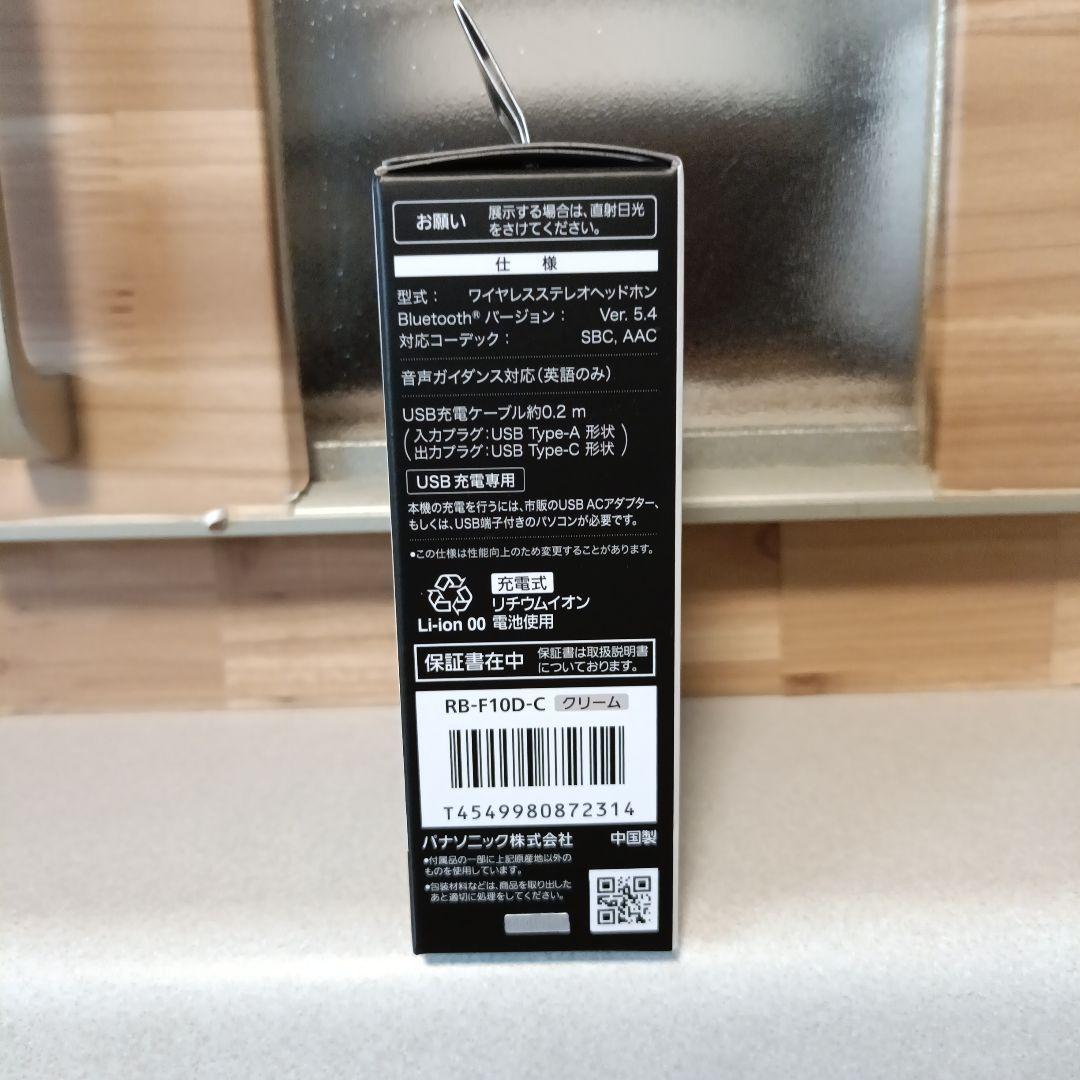 お願い 展示する場合は、直射日光
をさけてください。
仕 様
型式： ワイヤレスステレオヘッドホン
Bluetooth® バージョン： Ver. 5.4
対応コーデック： SBC, AAC
音声ガイダンス対応(英語のみ)
USB充電ケーブル約0.2 m
(入力プラグ：USB Type-A 形状
出力プラグ：USB Type-C 形状)
USB 充電専用
本機の充電を行うには、市販のUSB ACアダプター、
もしくは、USB端子付きのパソコンが必要です。
●この仕様は性能向上のため変更することがあります。
充電式
リチウムイオン
Li-ion 00 電池使用
保証書在中 保証書は取扱説明書
についております。
RB-F10D-C クリーム
T4549980872314
パナソニック株式会社 中国製
●付属品の一部に上記原産地以外の
ものを使用しています。
●包装材料などは、商品を取り出した
あと適切に処理をしてください。